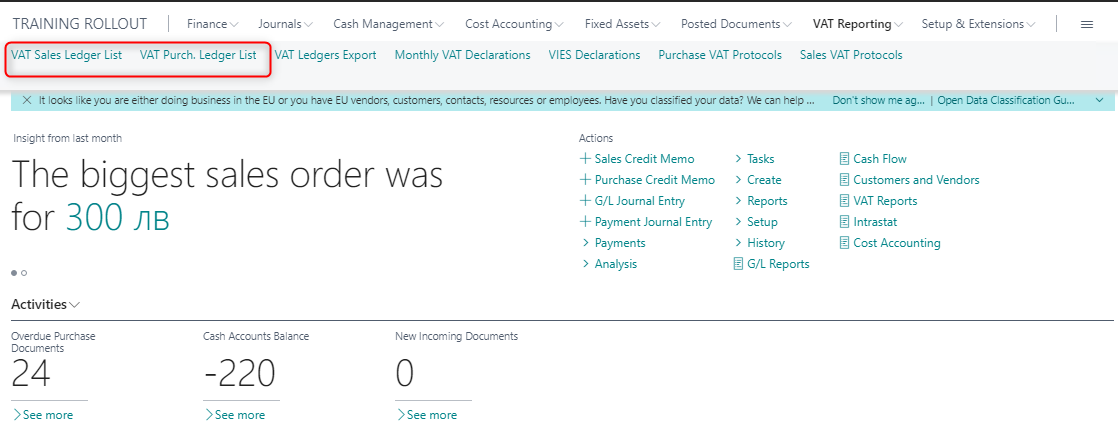 TRAINING ROLLOUT
Finance Journals Cash Management Cost Accounting Fixed Assets Posted Documents VAT Reporting Setup & Extensions
VAT Sales Ledger List VAT Purch. Ledger List VAT Ledgers Export Monthly VAT Declarations VIES Declarations Purchase VAT Protocols Sales VAT Protocols
It looks like you are either doing business in the EU or you have EU vendors, customers, contacts, resources or employees. Have you classified your data? We can help ... Don't show me ag... | Open Data Classification Gu...
Insight from last month
The biggest sales order was
for 300 лв
Actions
Sales Credit Memo
Purchase Credit Memo
G/L Journal Entry
Payment Journal Entry
Payments
Analysis
Tasks
Create
Reports
Setup
History
G/L Reports
Cash Flow
Customers and Vendors
VAT Reports
Intrastat
Cost Accounting
Activities
Overdue Purchase
Documents
24
See more
Cash Accounts Balance
-220
See more
New Incoming Documents
0
See more